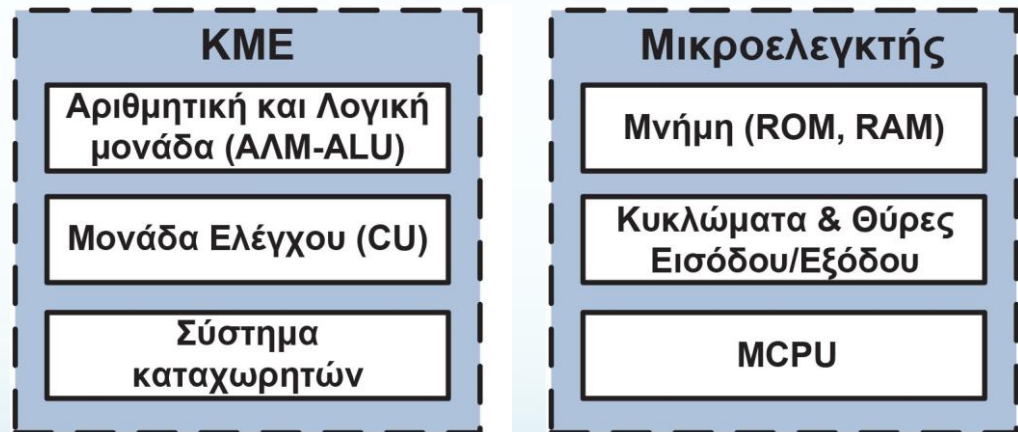 ΚΜΕ
Αριθμητική και Λογική
μονάδα (ΑΛΜ-ALU)
Μονάδα Ελέγχου (CU)
Σύστημα
καταχωρητών
Μικροελεγκτής
Μνήμη (ROM, RAM)
Κυκλώματα & Θύρες
Εισόδου/Εξόδου
MCPU